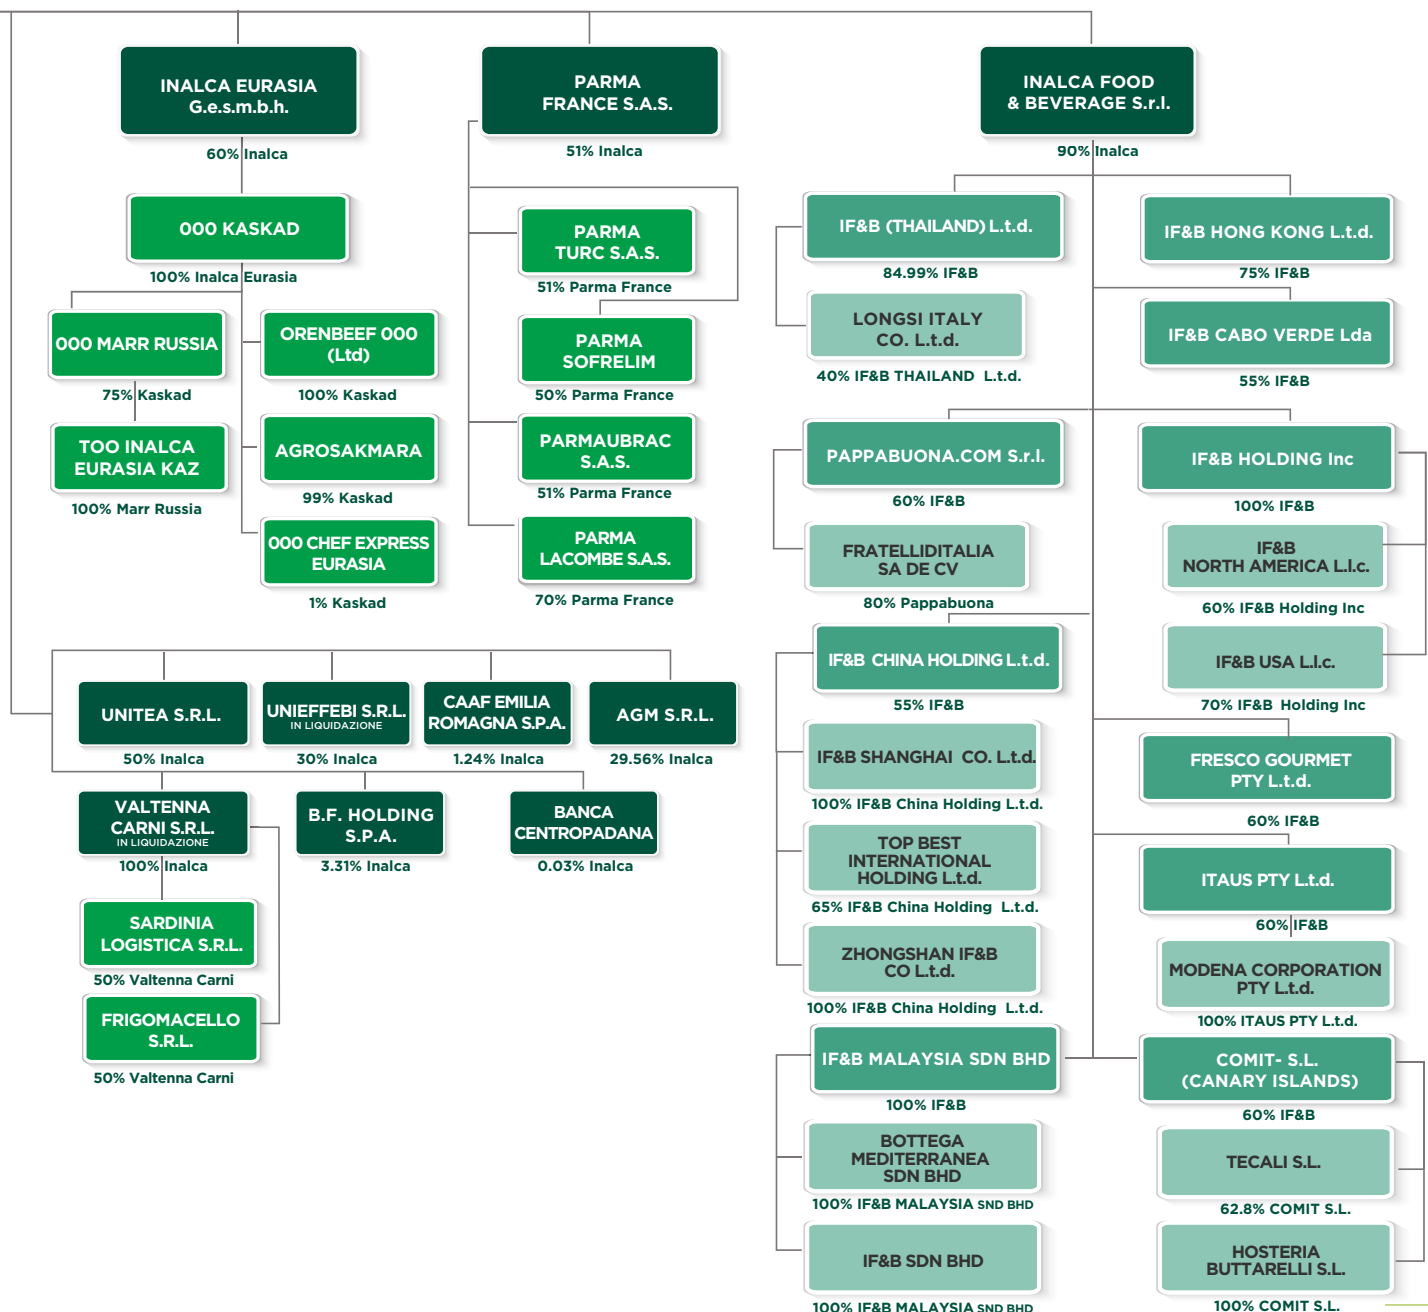 INALCA EURASIA
G.e.s.m.b.h.
60% Inalca
000 KASKAD
100% Inalca Eurasia
000 MARR RUSSIA
75% Kaskad
TOO INALCA
EURASIA KAZ
100% Marr Russia
ORENBEEF 000
(Ltd)
100% Kaskad
AGROSAKMARA
99% Kaskad
000 CHEF EXPRESS
EURASIA
1% Kaskad
PARMA
FRANCE S.A.S.
51% Inalca
PARMA
TURC S.A.S.
51% Parma France
PARMA
SOFRELIM
50% Parma France
PARMAUBRAC
S.A.S.
51% Parma France
PARMA
LACOMBE S.A.S.
70% Parma France
INALCA FOOD
& BEVERAGE S.r.l.
90% Inalca
IF&B (THAILAND) L.t.d.
84.99% IF&B
LONGSI ITALY
CO. L.t.d.
40% IF&B THAILAND L.t.d.
PAPPABUONA.COM S.r.l.
60% IF&B
FRATELLIDITALIA
SA DE CV
80% Pappabuona
IF&B CHINA HOLDING L.t.d.
55% IF&B
IF&B SHANGHAI CO. L.t.d.
100% IF&B China Holding L.t.d.
TOP BEST
INTERNATIONAL
HOLDING L.t.d.
65% IF&B China Holding L.t.d.
ZHONGSHAN IF&B
CO L.t.d.
100% IF&B China Holding L.t.d.
IF&B MALAYSIA SDN BHD
100% IF&B
BOTTEGA
MEDITERRANEA
SDN BHD
100% IF&B MALAYSIA SND BHD
IF&B SDN BHD
100% IF&B MALAYSIA SND BHD
IF&B HONG KONG L.t.d.
75% IF&B
IF&B CABO VERDE Lda
55% IF&B
IF&B HOLDING Inc
100% IF&B
IF&B
NORTH AMERICA L.l.c.
60% IF&B Holding Inc
IF&B USA L.l.c.
70% IF&B Holding Inc
FRESCO GOURMET
PTY L.t.d.
60% IF&B
ITAUS PTY L.t.d.
60% IF&B
MODENA CORPORATION
PTY L.t.d.
100% ITAUS PTY L.t.d.
COMIT- S.L.
(CANARY ISLANDS)
60% IF&B
TECALI S.L.
62.8% COMIT S.L.
HOSTERIA
BUTTARELLI S.L.
100% COMIT S.L.
UNITEA S.R.L.
50% Inalca
UNIEFFEBI S.R.L.
IN LIQUIDAZIONE
30% Inalca
CAAF EMILIA
ROMAGNA S.P.A.
1.24% Inalca
AGM S.R.L.
29.56% Inalca
VALTENNA
CARNI S.R.L.
IN LIQUIDAZIONE
100% Inalca
B.F. HOLDING
S.P.A.
3.31% Inalca
BANCA
CENTROPADANA
0.03% Inalca
SARDINIA
LOGISTICA S.R.L.
50% Valtenna Carni
FRIGOMACELLO
S.R.L.
50% Valtenna Carni